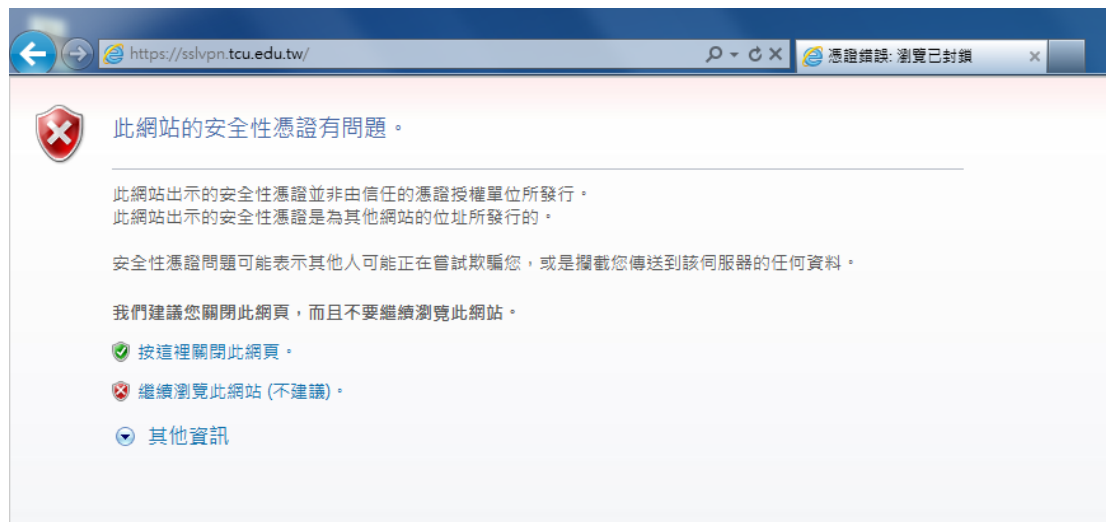 https://sslvpn.tcu.edu.tw/
憑證錯誤: 瀏覽已封鎖
此網站的安全性憑證有問題。
此網站出示的安全性憑證並非由信任的憑證授權單位所發行。
此網站出示的安全性憑證是為其他網站的位址所發行的。
安全性憑證問題可能表示其他人可能正在嘗試欺騙您，或是攔截您傳送到該伺服器的任何資料。
我們建議您關閉此網頁，而且不要繼續瀏覽此網站。
按這裡關閉此網頁。
繼續瀏覽此網站 (不建議)。
其他資訊